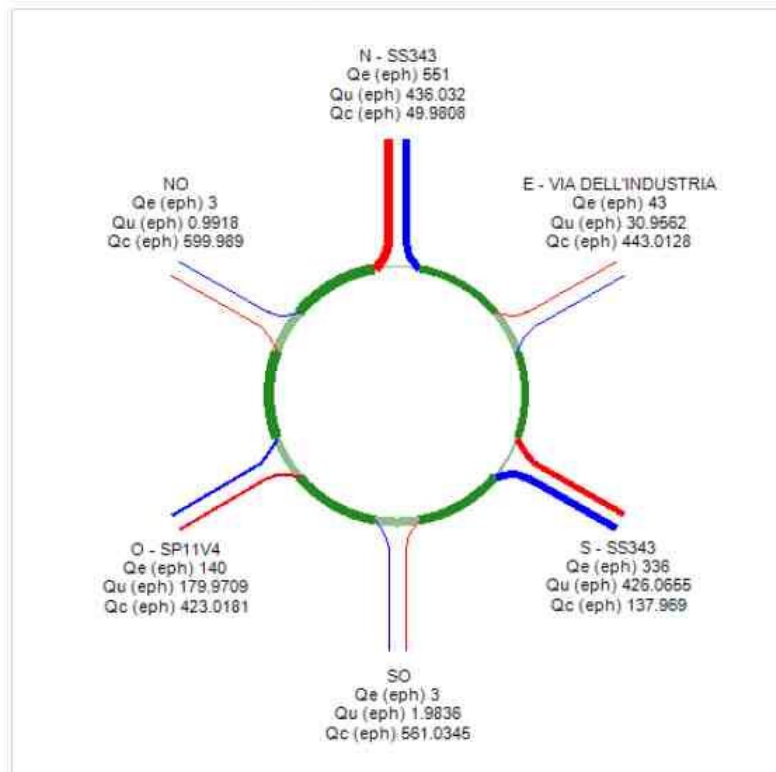 N - SS343
Qe (eph) 551
Qu (eph) 436.032
Qc (eph) 49.9808
NO
Qe (eph) 3
Qu (eph) 0.9918
Qc (eph) 599.989
E - VIA DELL'INDUSTRIA
Qe (eph) 43
Qu (eph) 30.9562
Qc (eph) 443.0128
O - SP11V4
Qe (eph) 140
Qu (eph) 179.9709
Qc (eph) 423.0181
S - SS343
Qe (eph) 336
Qu (eph) 426.0655
Qc (eph) 137.969
SO
Qe (eph) 3
Qu (eph) 1.9836
Qc (eph) 561.0345